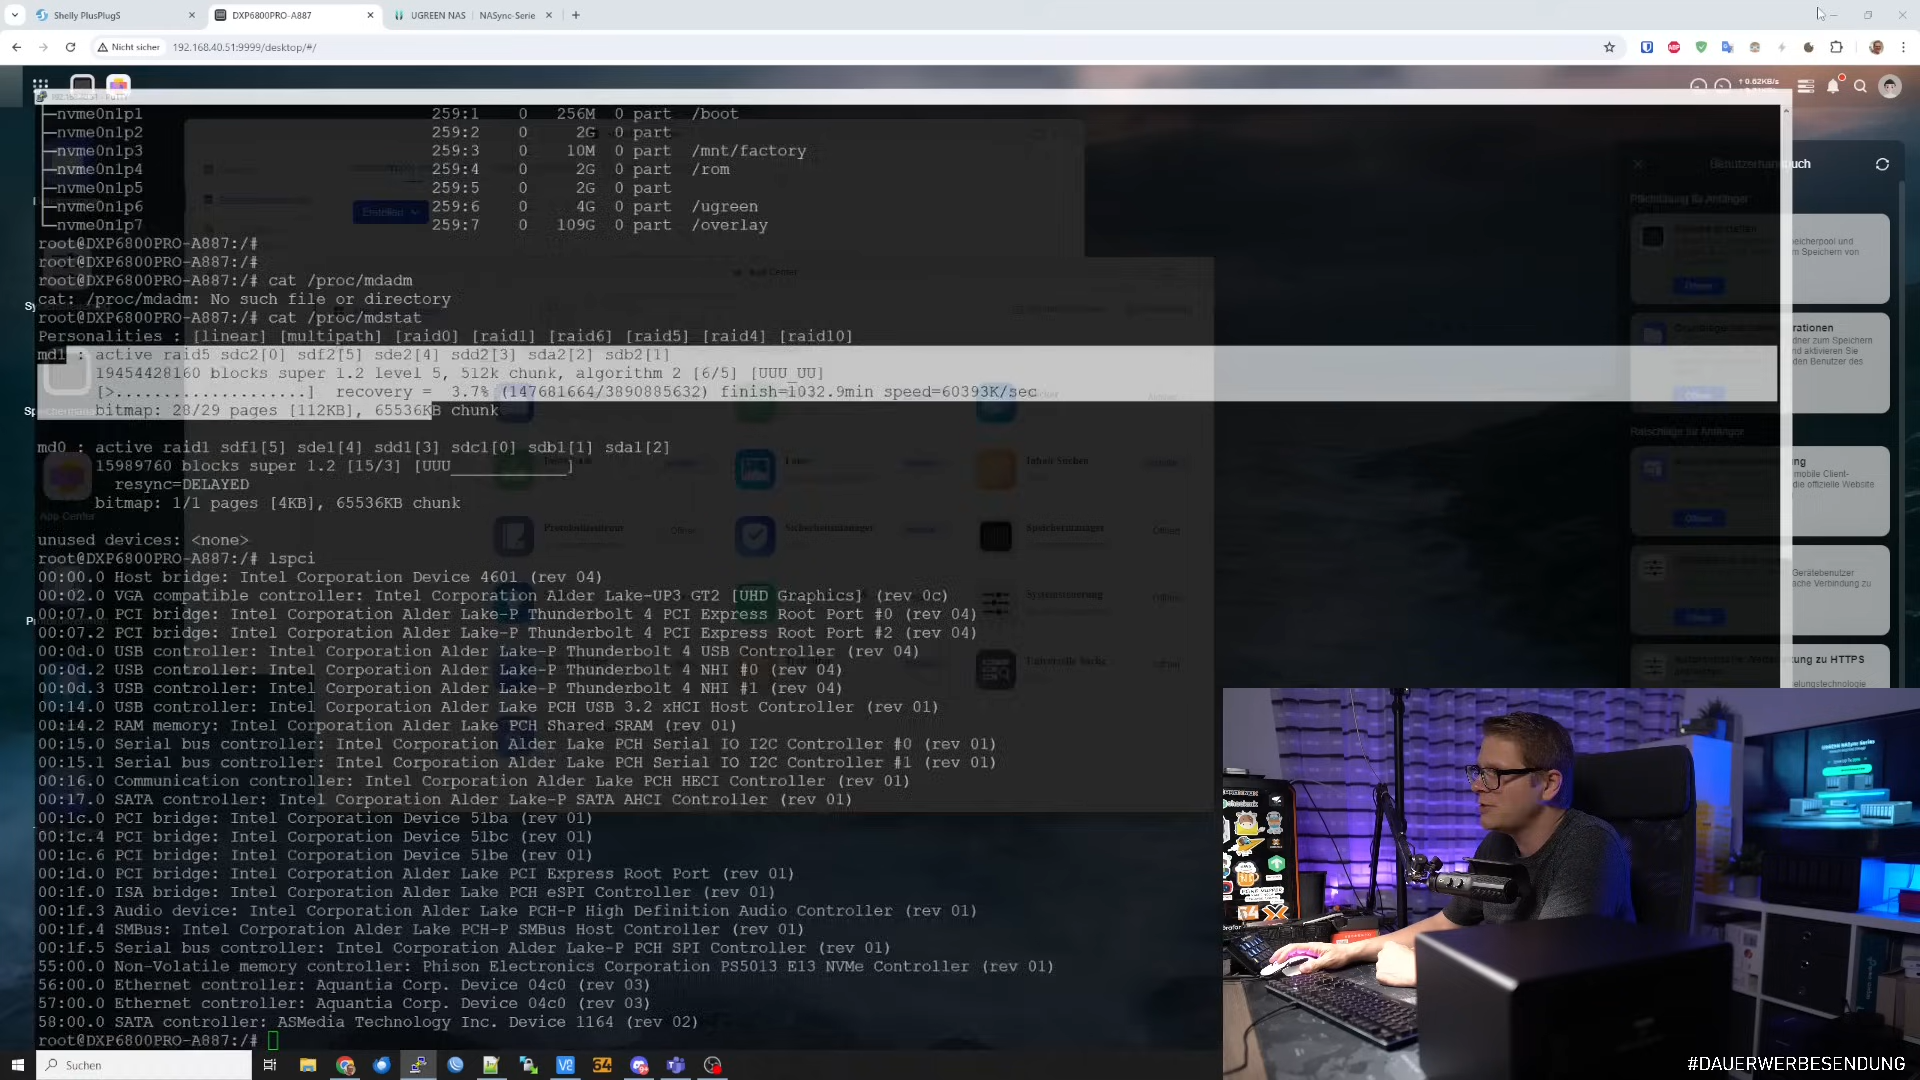 Shelly PlusPlugS
DXP6800PRO-A887
UGREEN NAS NASync-Serie
Nicht sicher 192.168.40.51:9999/desktop/#/
↑ 0.62KB/s
├─nvme0n1p1 259:1 0 256M 0 part /boot
├─nvme0n1p2 259:2 0 2G 0 part
├─nvme0n1p3 259:3 0 10M 0 part /mnt/factory
├─nvme0n1p4 259:4 0 2G 0 part /rom
├─nvme0n1p5 259:5 0 2G 0 part
├─nvme0n1p6 259:6 0 4G 0 part /ugreen
└─nvme0n1p7 259:7 0 109G 0 part /overlay
root@DXP6800PRO-A887:/#
root@DXP6800PRO-A887:/#
root@DXP6800PRO-A887:/# cat /proc/mdadm
cat: /proc/mdadm: No such file or directory
root@DXP6800PRO-A887:/# cat /proc/mdstat
Personalities : [linear] [multipath] [raid0] [raid1] [raid6] [raid5] [raid4] [raid10]
md1 : active raid5 sdc2[0] sdf2[5] sde2[4] sdd2[3] sda2[2] sdb2[1]
19454428160 blocks super 1.2 level 5, 512k chunk, algorithm 2 [6/5] [UUU_UU]
[>....................] recovery = 3.7% (147681664/3890885632) finish=1032.9min speed=60393K/sec
bitmap: 28/29 pages [112KB], 65536KB chunk
md0 : active raid1 sdf1[5] sde1[4] sdd1[3] sdc1[0] sdb1[1] sda1[2]
15989760 blocks super 1.2 [15/3] [UUU____________]
resync=DELAYED
bitmap: 1/1 pages [4KB], 65536KB chunk
unused devices: <none>
root@DXP6800PRO-A887:/# lspci
00:00.0 Host bridge: Intel Corporation Device 4601 (rev 04)
00:02.0 VGA compatible controller: Intel Corporation Alder Lake-UP3 GT2 [UHD Graphics] (rev 0c)
00:07.0 PCI bridge: Intel Corporation Alder Lake-P Thunderbolt 4 PCI Express Root Port #0 (rev 04)
00:07.2 PCI bridge: Intel Corporation Alder Lake-P Thunderbolt 4 PCI Express Root Port #2 (rev 04)
00:0d.0 USB controller: Intel Corporation Alder Lake-P Thunderbolt 4 USB Controller (rev 04)
00:0d.2 USB controller: Intel Corporation Alder Lake-P Thunderbolt 4 NHI #0 (rev 04)
00:0d.3 USB controller: Intel Corporation Alder Lake-P Thunderbolt 4 NHI #1 (rev 04)
00:14.0 USB controller: Intel Corporation Alder Lake PCH USB 3.2 xHCI Host Controller (rev 01)
00:14.2 RAM memory: Intel Corporation Alder Lake PCH Shared SRAM (rev 01)
00:15.0 Serial bus controller: Intel Corporation Alder Lake PCH Serial IO I2C Controller #0 (rev 01)
00:15.1 Serial bus controller: Intel Corporation Alder Lake PCH Serial IO I2C Controller #1 (rev 01)
00:16.0 Communication controller: Intel Corporation Alder Lake PCH HECI Controller (rev 01)
00:17.0 SATA controller: Intel Corporation Alder Lake-P SATA AHCI Controller (rev 01)
00:1c.0 PCI bridge: Intel Corporation Device 51ba (rev 01)
00:1c.4 PCI bridge: Intel Corporation Device 51bc (rev 01)
00:1c.6 PCI bridge: Intel Corporation Device 51be (rev 01)
00:1d.0 PCI bridge: Intel Corporation Alder Lake PCI Express Root Port (rev 01)
00:1f.0 ISA bridge: Intel Corporation Alder Lake PCH eSPI Controller (rev 01)
00:1f.3 Audio device: Intel Corporation Alder Lake PCH-P High Definition Audio Controller (rev 01)
00:1f.4 SMBus: Intel Corporation Alder Lake PCH-P SMBus Host Controller (rev 01)
00:1f.5 Serial bus controller: Intel Corporation Alder Lake-P PCH SPI Controller (rev 01)
55:00.0 Non-Volatile memory controller: Phison Electronics Corporation PS5013 E13 NVMe Controller (rev 01)
56:00.0 Ethernet controller: Aquantia Corp. Device 04c0 (rev 03)
57:00.0 Ethernet controller: Aquantia Corp. Device 04c0 (rev 03)
58:00.0 SATA controller: ASMedia Technology Inc. Device 1164 (rev 02)
root@DXP6800PRO-A887:/#
Benutzerhandbuch
Suchen
#DAUERWERBESENDUNG